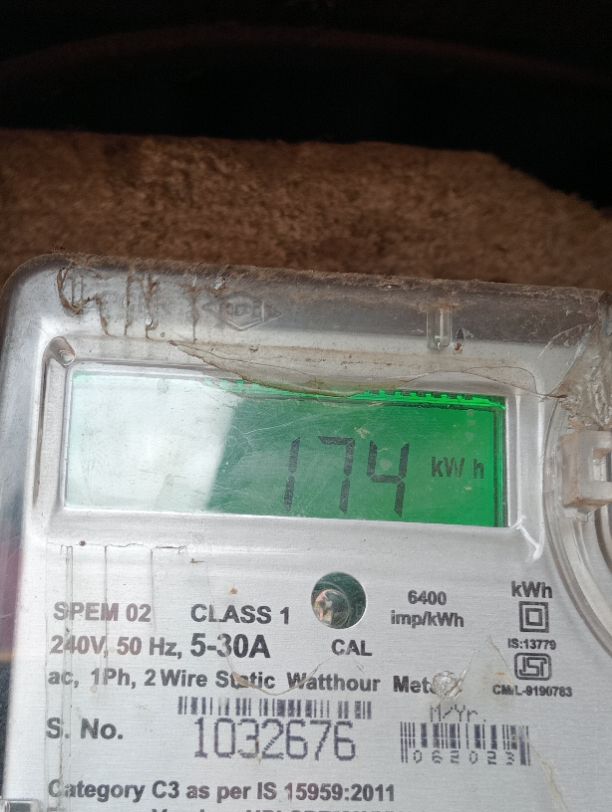 174 kW h
SPEM 02 CLASS 1 6400 kWh
240V, 50 Hz, 5-30A CAL imp/kWh
IS:13779
ac, 1Ph, 2 Wire Static Watthour
CM/L-9190783
M/Yr.
S. No. 1032676 062023
Category C3 as per IS 15959:2011